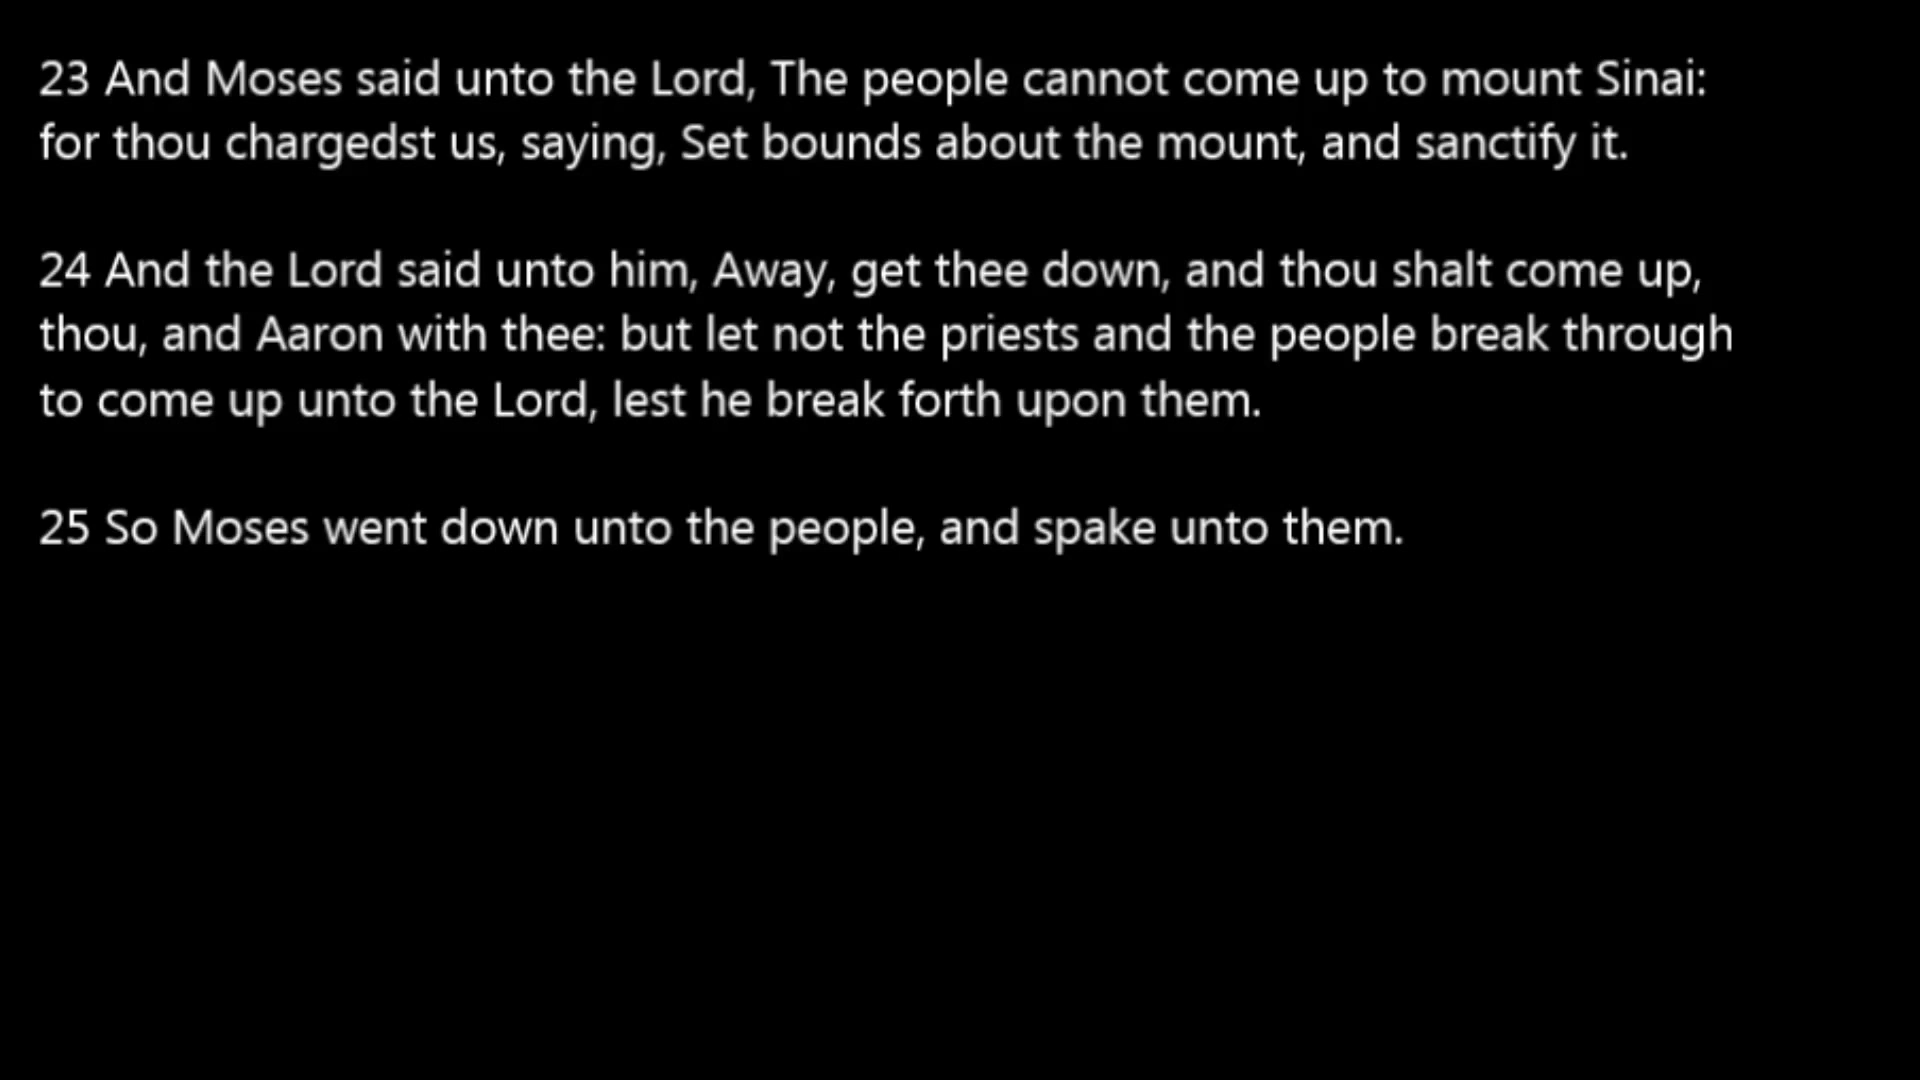 23 And Moses said unto the Lord, The people cannot come up to mount Sinai:
for thou chargedst us, saying, Set bounds about the mount, and sanctify it.
24 And the Lord said unto him, Away, get thee down, and thou shalt come up,
thou, and Aaron with thee: but let not the priests and the people break through
to come up unto the Lord, lest he break forth upon them.
25 So Moses went down unto the people, and spake unto them.